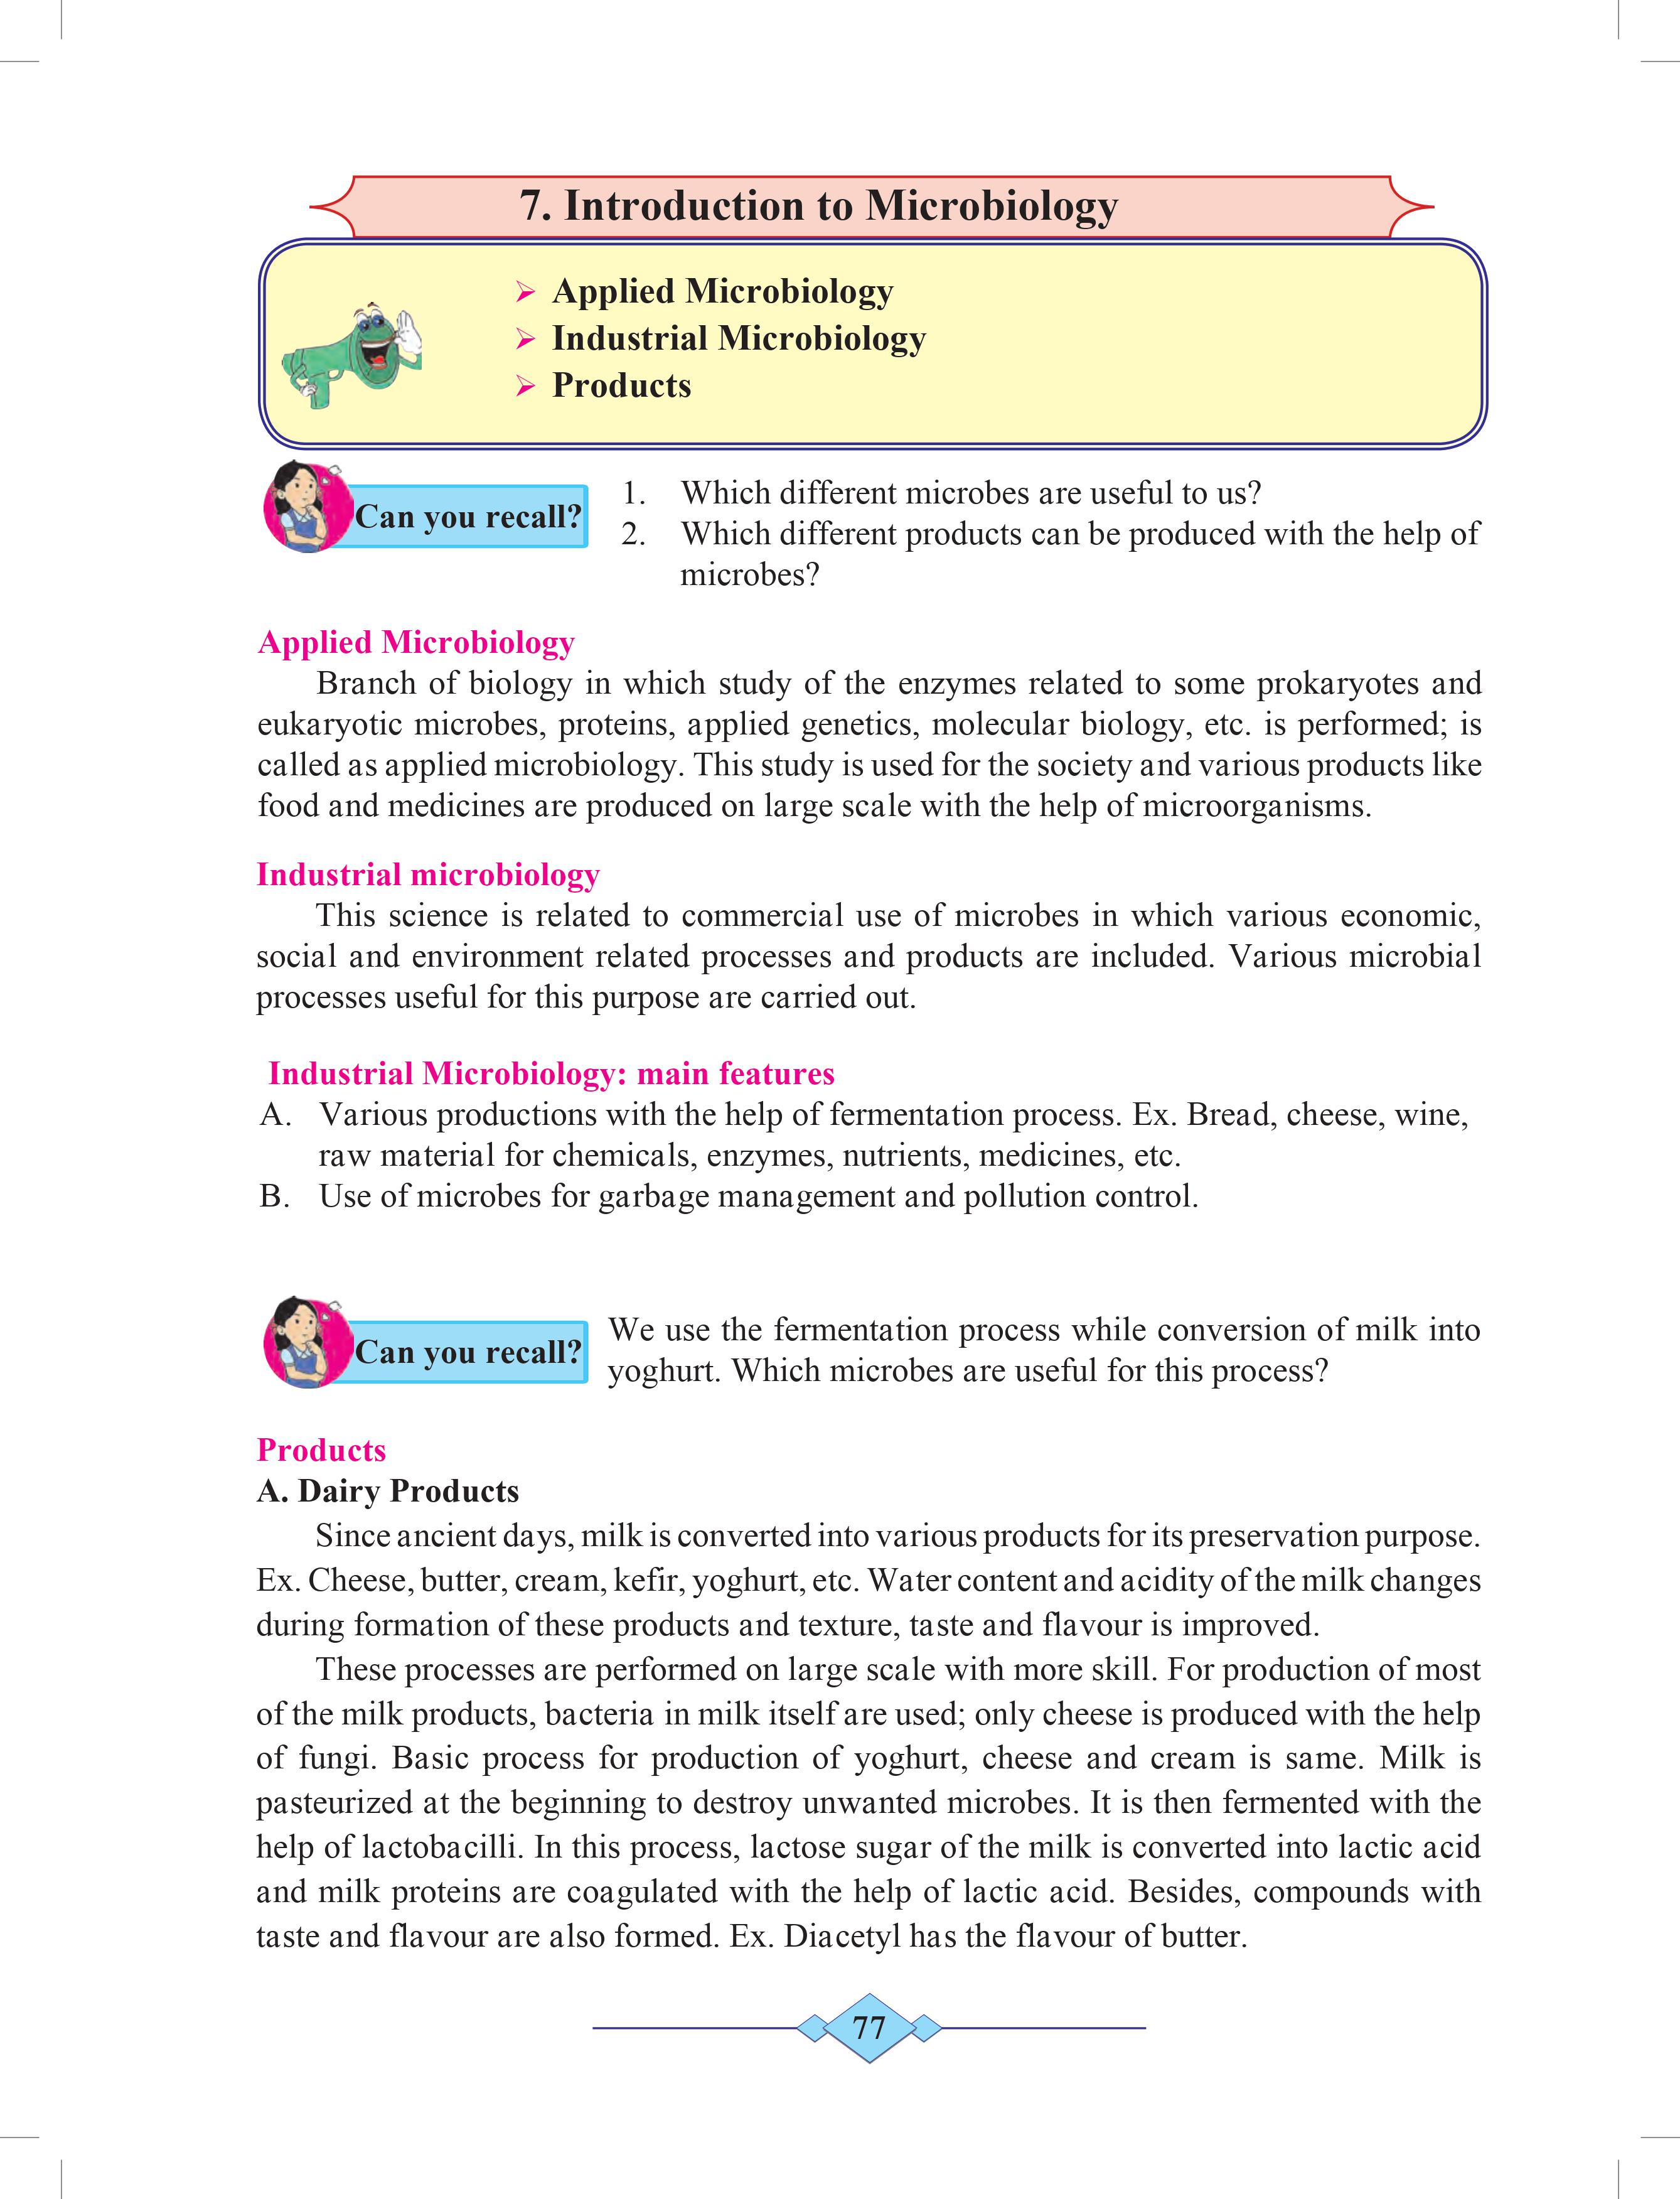 7. Introduction to Microbiology
➢ Applied Microbiology
➢ Industrial Microbiology
➢ Products
Can you recall?
1. Which different microbes are useful to us?
2. Which different products can be produced with the help of
microbes?
Applied Microbiology
Branch of biology in which study of the enzymes related to some prokaryotes and
eukaryotic microbes, proteins, applied genetics, molecular biology, etc. is performed; is
called as applied microbiology. This study is used for the society and various products like
food and medicines are produced on large scale with the help of microorganisms.
Industrial microbiology
This science is related to commercial use of microbes in which various economic,
social and environment related processes and products are included. Various microbial
processes useful for this purpose are carried out.
Industrial Microbiology: main features
A. Various productions with the help of fermentation process. Ex. Bread, cheese, wine,
raw material for chemicals, enzymes, nutrients, medicines, etc.
B. Use of microbes for garbage management and pollution control.
Can you recall?
We use the fermentation process while conversion of milk into
yoghurt. Which microbes are useful for this process?
Products
A. Dairy Products
Since ancient days, milk is converted into various products for its preservation purpose.
Ex. Cheese, butter, cream, kefir, yoghurt, etc. Water content and acidity of the milk changes
during formation of these products and texture, taste and flavour is improved.
These processes are performed on large scale with more skill. For production of most
of the milk products, bacteria in milk itself are used; only cheese is produced with the help
of fungi. Basic process for production of yoghurt, cheese and cream is same. Milk is
pasteurized at the beginning to destroy unwanted microbes. It is then fermented with the
help of lactobacilli. In this process, lactose sugar of the milk is converted into lactic acid
and milk proteins are coagulated with the help of lactic acid. Besides, compounds with
taste and flavour are also formed. Ex. Diacetyl has the flavour of butter.
77